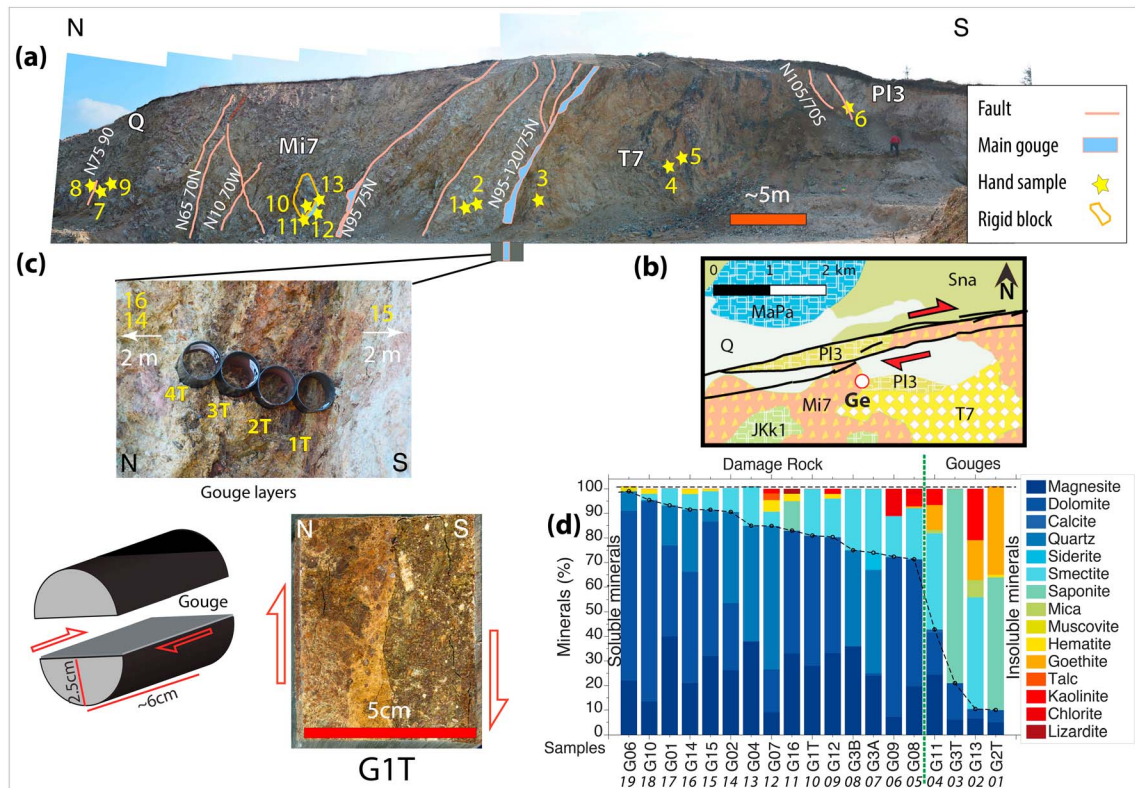 N
S
(a)
Q
N75 90
8
9
7
N65 70N
N10 70W
Mi7
10
13
11
12
N95 75N
1
2
N95-120/75N
3
T7
5
4
N105/70S
Pl3
6
~5m
Fault
Main gouge
Hand sample
Rigid block
(c)
16
14
2 m
15
2 m
4T
3T
2T
1T
N
S
Gouge layers
(b)
0
1
2 km
Sna
N
MaPa
Q
Pl3
Pl3
Ge
Mi7
T7
JKk1
Gouge
2.5cm
~6cm
N
S
5cm
G1T
(d)
Damage Rock
Gouges
Minerals (%)
Soluble minerals
Insoluble minerals
100
90
80
70
60
50
40
30
20
10
0
Magnesite
Dolomite
Calcite
Quartz
Siderite
Smectite
Saponite
Mica
Muscovite
Hematite
Goethite
Talc
Kaolinite
Chlorite
Lizardite
Samples
G06 G10 G01 G14 G15 G02 G04 G07 G16 G1T G12 G3B G3A G09 G08 G11 G3T G13 G2T
19 18 17 16 15 14 13 12 11 10 09 08 07 06 05 04 03 02 01